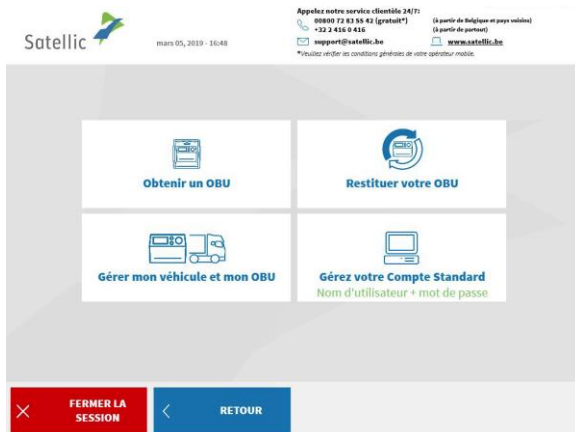 Satellic
mars 05, 2019 - 16:48
Appelez notre service clientèle 24/7:
00800 72 83 55 42 (gratuit*) (à partir de Belgique et pays voisins)
+32 2 416 0 416 (à partir de partout)
support@satellic.be www.satellic.be
*Veuillez vérifier les conditions générales de votre opérateur mobile.
Obtenir un OBU
Restituer votre OBU
Gérer mon véhicule et mon OBU
Gérez votre Compte Standard
Nom d'utilisateur + mot de passe
FERMER LA
SESSION
RETOUR